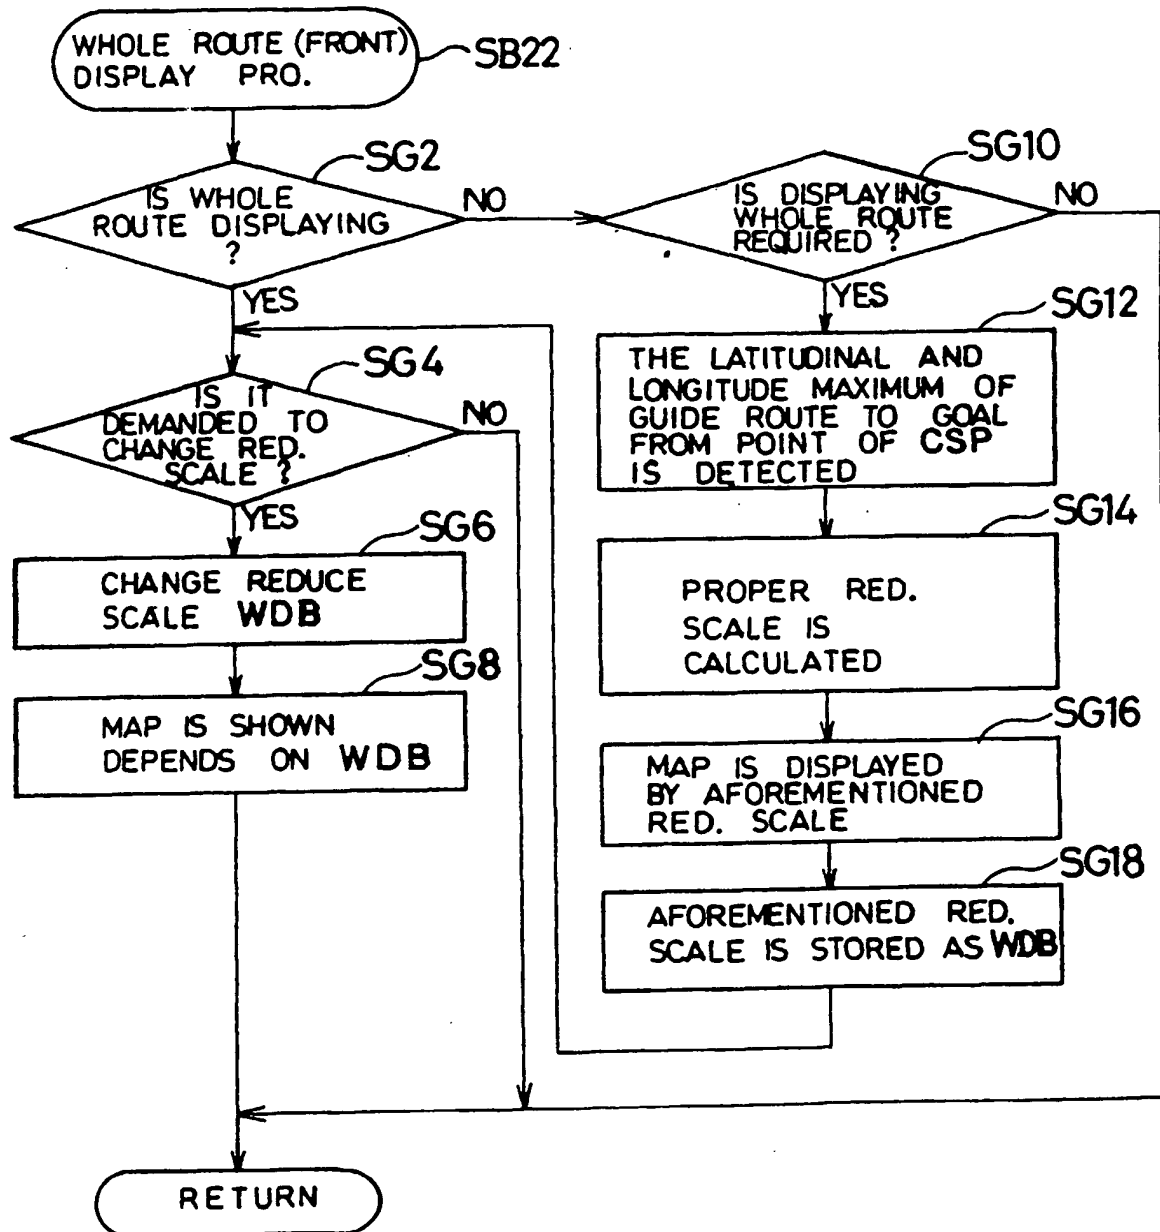 WHOLE ROUTE (FRONT)
DISPLAY PRO.
SB22
SG2
IS WHOLE
ROUTE DISPLAYING
?
NO
YES
SG4
IS IT
DEMANDED TO
CHANGE RED.
SCALE ?
NO
YES
SG6
CHANGE REDUCE
SCALE WDB
SG8
MAP IS SHOWN
DEPENDS ON WDB
SG10
IS DISPLAYING
WHOLE ROUTE
REQUIRED ?
NO
YES
SG12
THE LATITUDINAL AND
LONGITUDE MAXIMUM OF
GUIDE ROUTE TO GOAL
FROM POINT OF CSP
IS DETECTED
SG14
PROPER RED.
SCALE IS
CALCULATED
SG16
MAP IS DISPLAYED
BY AFOREMENTIONED
RED. SCALE
SG18
AFOREMENTIONED RED.
SCALE IS STORED AS WDB
RETURN